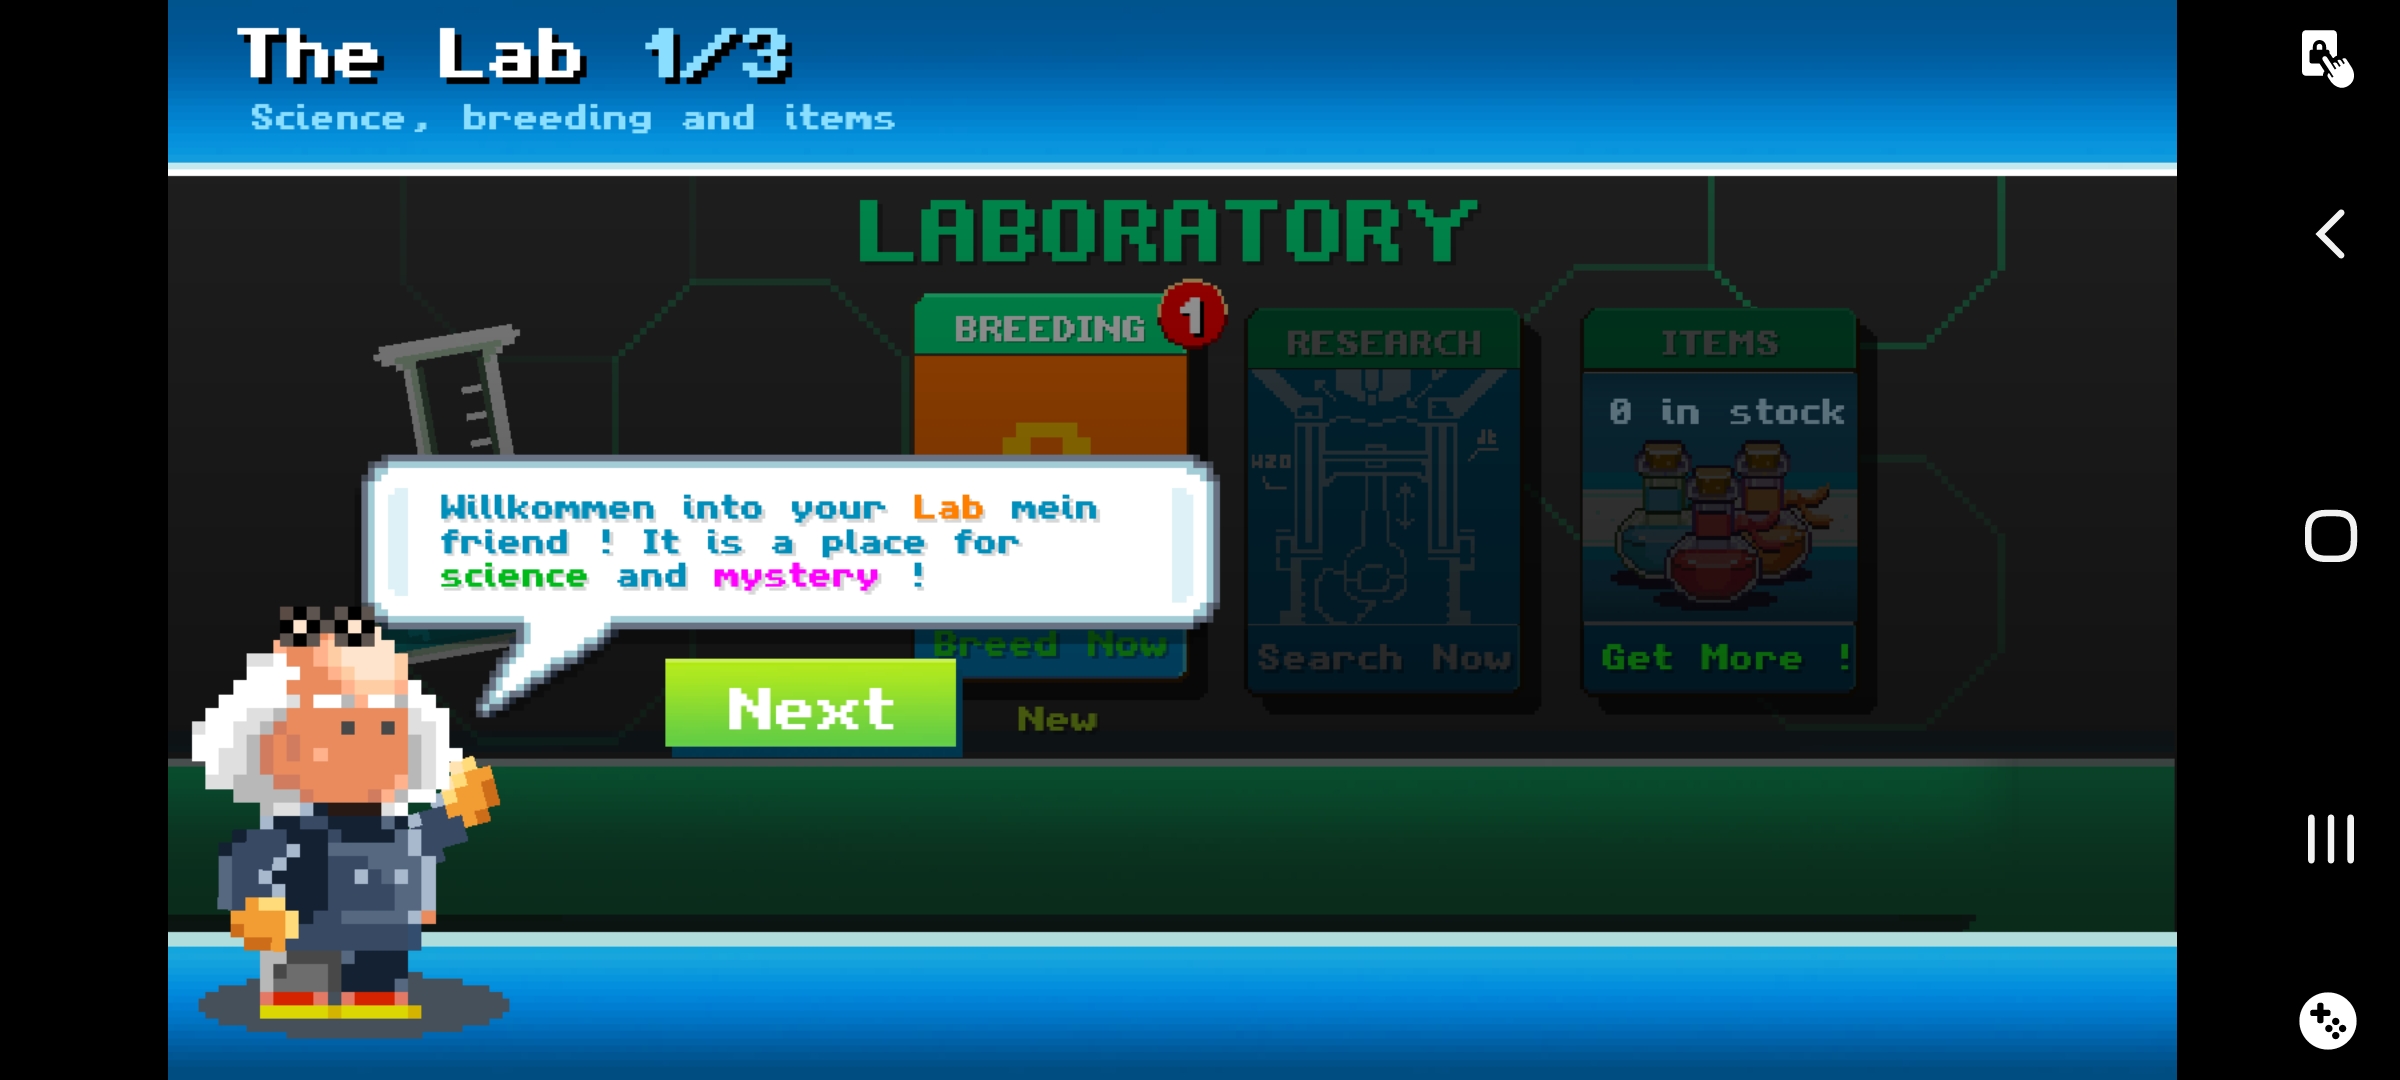 The Lab 1/3
Science, breeding and items
LABORATORY
BREEDING
1
RESEARCH
ITEMS
0 in stock
H2O
Willkommen into your Lab mein
friend ! It is a place for
science and mystery !
Breed Now
Search Now
Get More !
Next
New